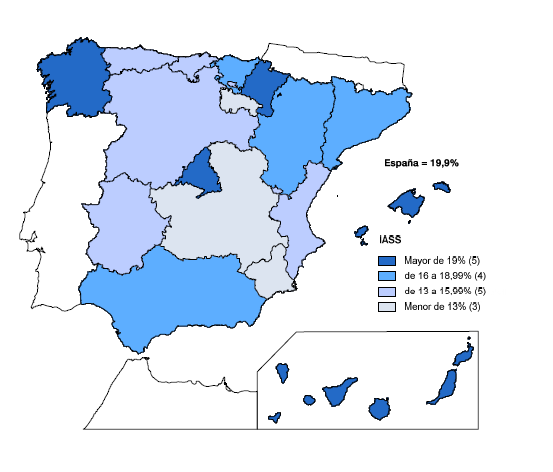 España = 19,9%
IASS
Mayor de 19% (5)
de 16 a 18,99% (4)
de 13 a 15,99% (5)
Menor de 13% (3)